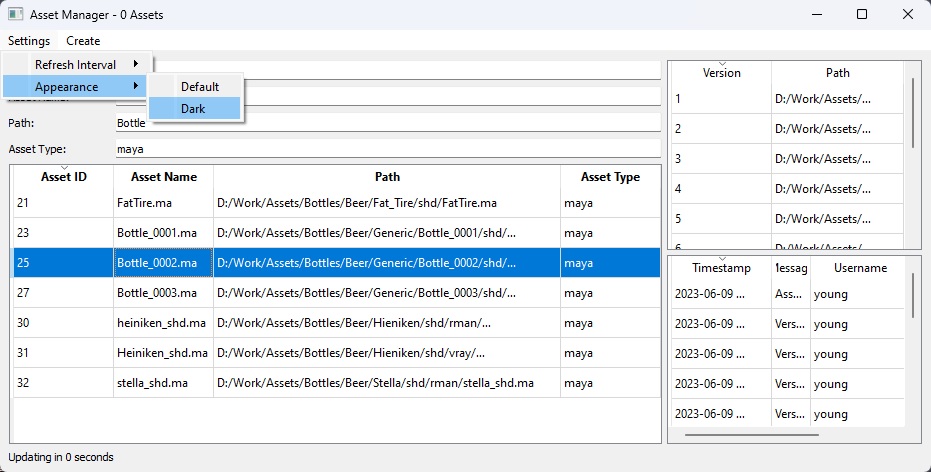 Asset Manager - 0 Assets
Settings Create
Refresh Interval
Appearance
Default
Dark
Path: Bottle
Asset Type: maya
Asset ID Asset Name Path Asset Type
21 FatTire.ma D:/Work/Assets/Bottles/Beer/Fat_Tire/shd/FatTire.ma maya
23 Bottle_0001.ma D:/Work/Assets/Bottles/Beer/Generic/Bottle_0001/shd/... maya
25 Bottle_0002.ma D:/Work/Assets/Bottles/Beer/Generic/Bottle_0002/shd/... maya
27 Bottle_0003.ma D:/Work/Assets/Bottles/Beer/Generic/Bottle_0003/shd/... maya
30 heiniken_shd.ma D:/Work/Assets/Bottles/Beer/Hieniken/shd/rman/... maya
31 Heiniken_shd.ma D:/Work/Assets/Bottles/Beer/Hieniken/shd/vray/... maya
32 stella_shd.ma D:/Work/Assets/Bottles/Beer/Stella/shd/rman/stella_shd.ma maya
Version Path
1 D:/Work/Assets/...
2 D:/Work/Assets/...
3 D:/Work/Assets/...
4 D:/Work/Assets/...
5 D:/Work/Assets/...
6 D:/Work/Assets/...
Timestamp Messag Username
2023-06-09 ... Ass... young
2023-06-09 ... Vers... young
2023-06-09 ... Vers... young
2023-06-09 ... Vers... young
2023-06-09 ... Vers... young
Updating in 0 seconds